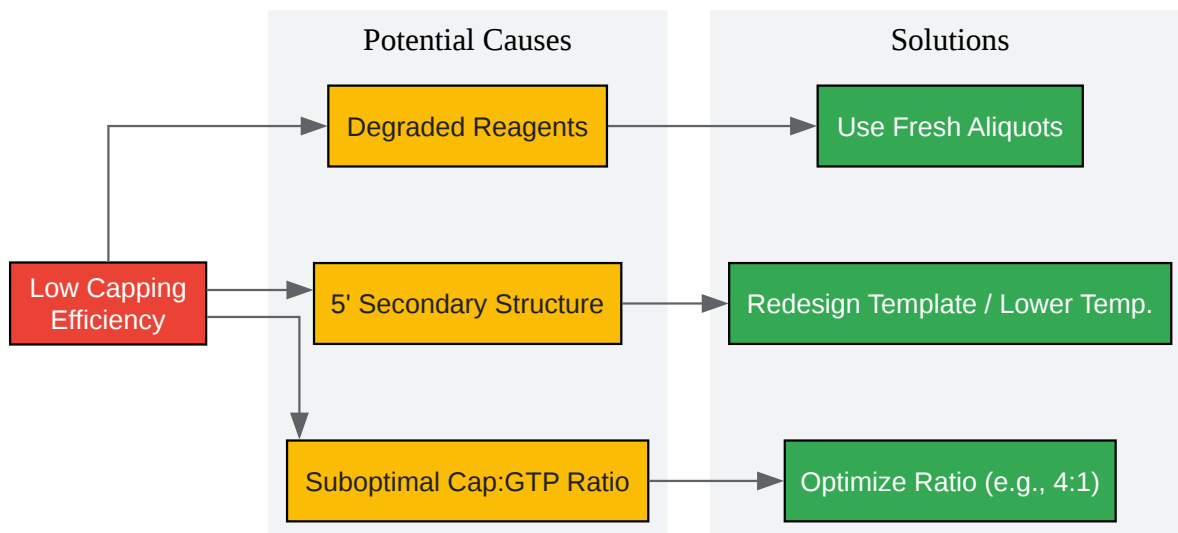 Potential Causes
Solutions
Degraded Reagents
Use Fresh Aliquots
Low Capping
Efficiency
5' Secondary Structure
Redesign Template / Lower Temp.
Suboptimal Cap:GTP Ratio
Optimize Ratio (e.g., 4:1)